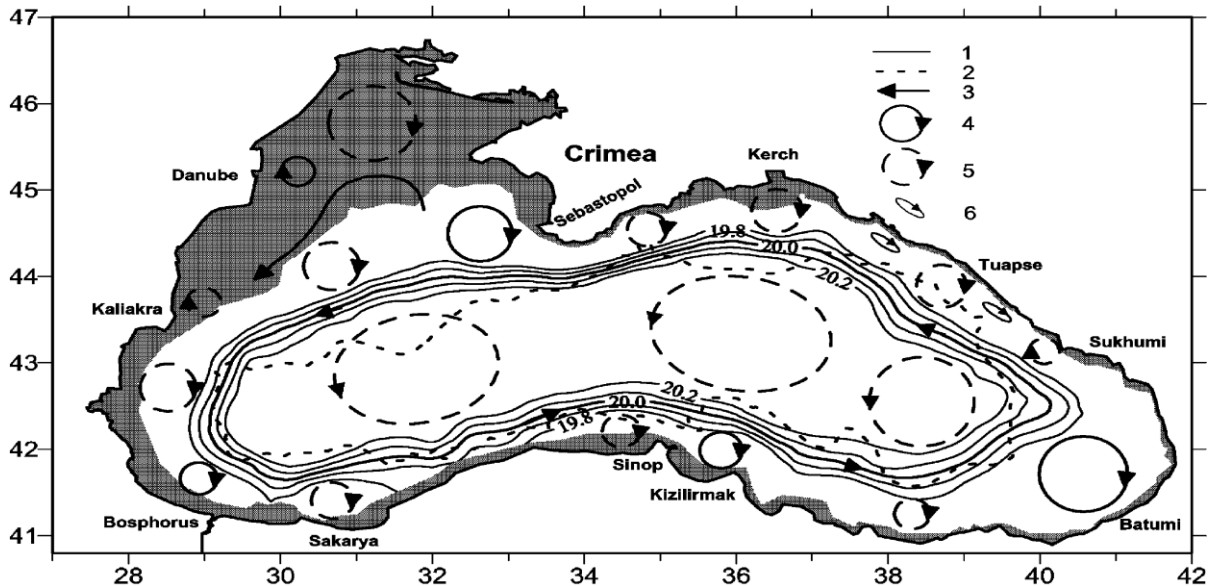 47
46
45
44
43
42
41
28
30
32
34
36
38
40
42
1
2
3
4
5
6
Crimea
Kerch
Danube
Sebastopol
Tuapse
Kaliakra
Sukhumi
Sinop
Kizilirmak
Bosphorus
Sakarya
Batumi
19.8
20.0
20.2
20.2
20.0
19.8